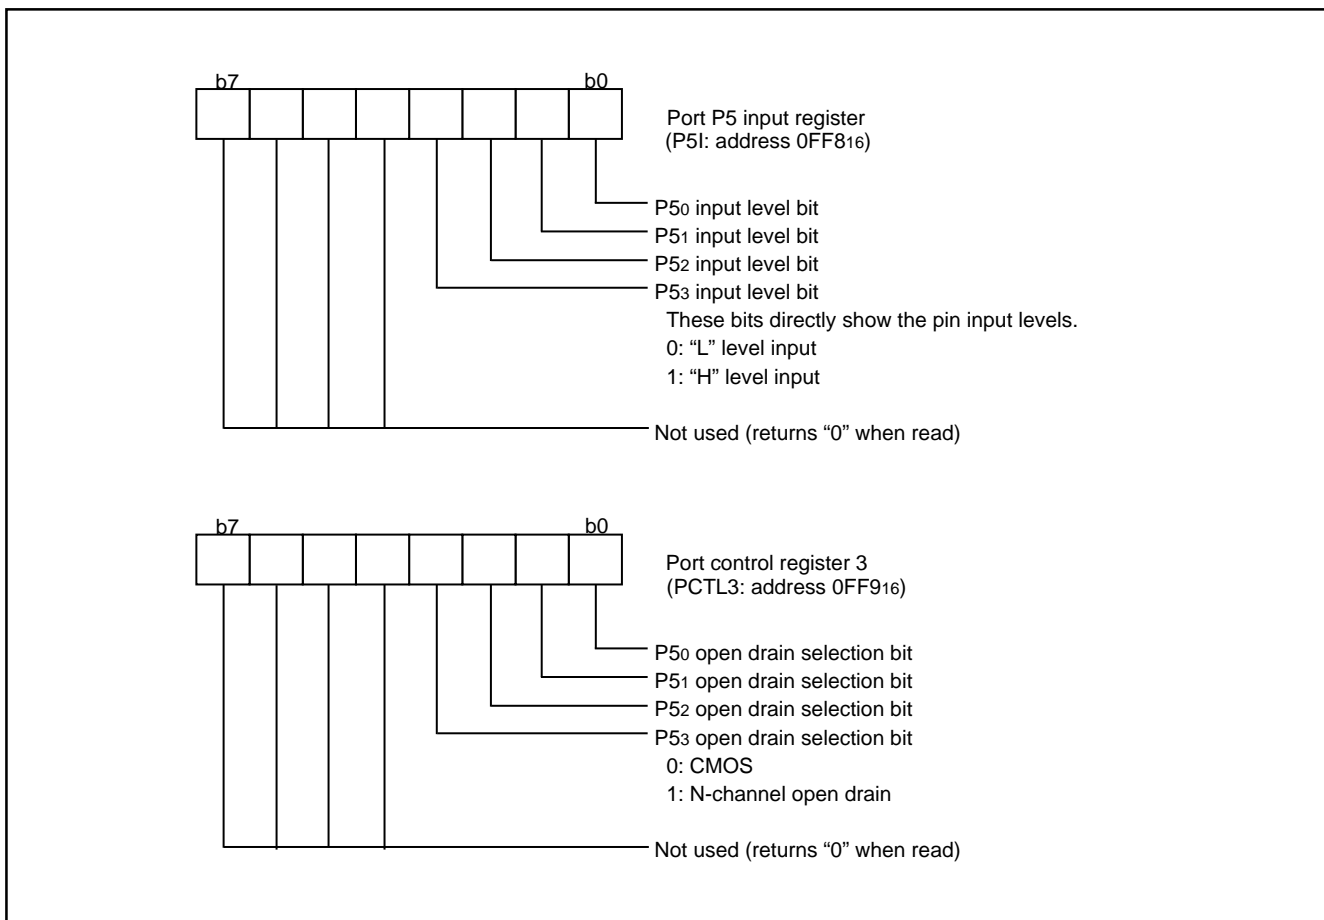 b7 b0
Port P5 input register
(P5I: address 0FF816)
P50 input level bit
P51 input level bit
P52 input level bit
P53 input level bit
These bits directly show the pin input levels.
0: “L” level input
1: “H” level input
Not used (returns “0” when read)
b7 b0
Port control register 3
(PCTL3: address 0FF916)
P50 open drain selection bit
P51 open drain selection bit
P52 open drain selection bit
P53 open drain selection bit
0: CMOS
1: N-channel open drain
Not used (returns “0” when read)